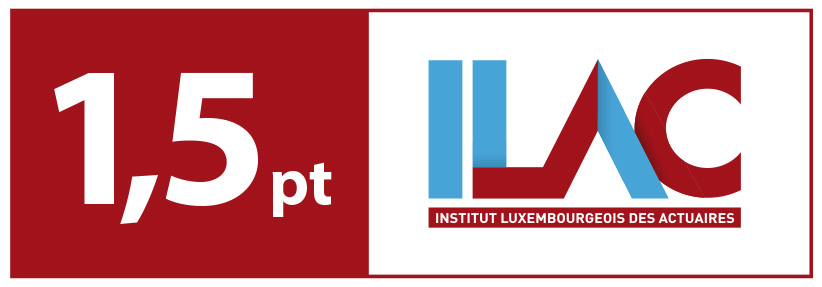 1,5 pt
ILAC
INSTITUT LUXEMBOURGEOIS DES ACTUAIRES